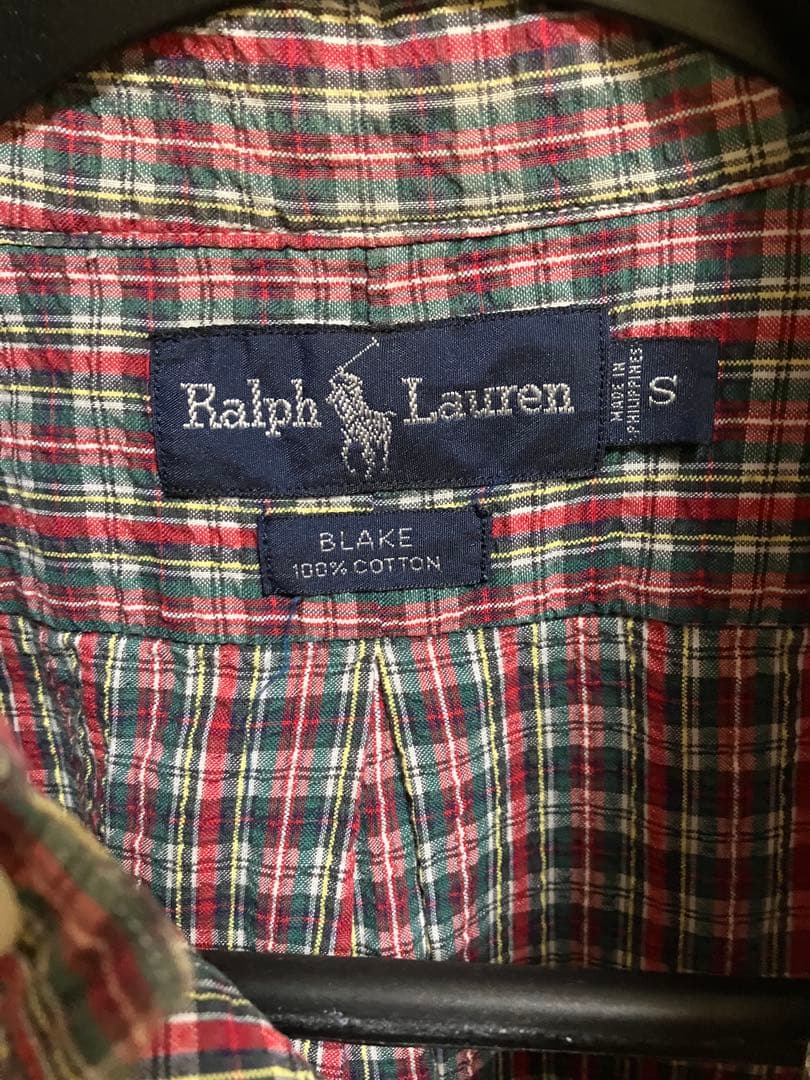 Ralph Lauren
MADE IN
PHILIPPINES
S
BLAKE
100% COTTON